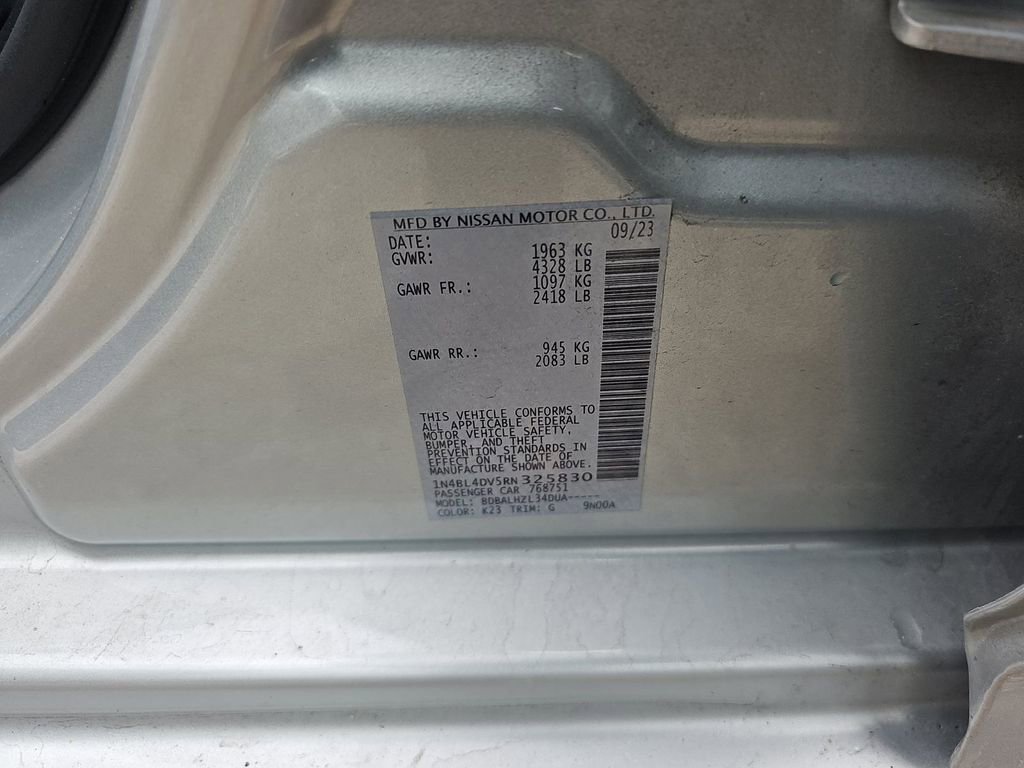 MFD BY NISSAN MOTOR CO., LTD.
DATE: 09/23
GVWR: 1963 KG
4328 LB
GAWR FR.: 1097 KG
2418 LB
GAWR RR.: 945 KG
2083 LB
THIS VEHICLE CONFORMS TO
ALL APPLICABLE FEDERAL
MOTOR VEHICLE SAFETY,
BUMPER, AND THEFT
PREVENTION STANDARDS IN
EFFECT ON THE DATE OF
MANUFACTURE SHOWN ABOVE.
1N4BL4DV5RN325830
PASSENGER CAR 768751
MODEL: BDBALHZL34DUA-----
COLOR: K23 TRIM: G 9N00A